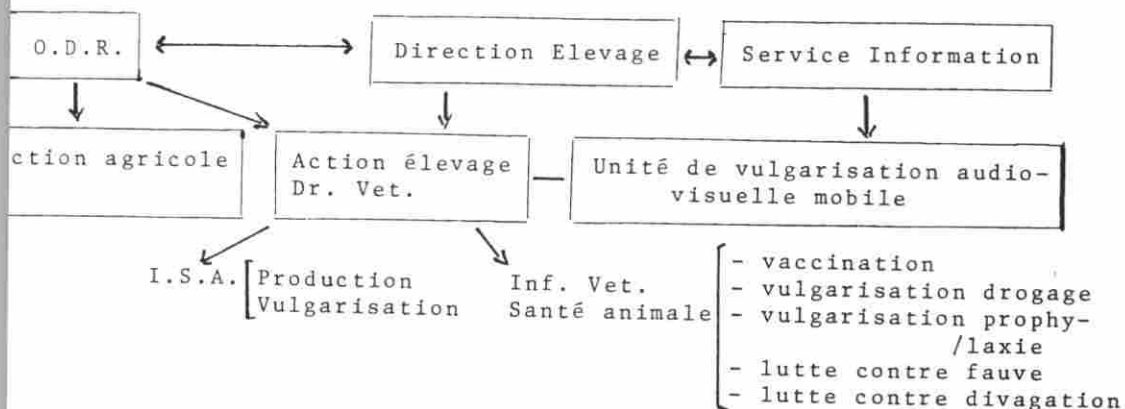 O.D.R.
Direction Elevage
Service Information
ction agricole
Action élevage
Dr. Vet.
Unité de vulgarisation audio-
visuelle mobile
I.S.A.
Production
Vulgarisation
Inf. Vet.
Santé animale
- vaccination
- vulgarisation drogage
- vulgarisation prophy-
/laxie
- lutte contre fauve
- lutte contre divagation